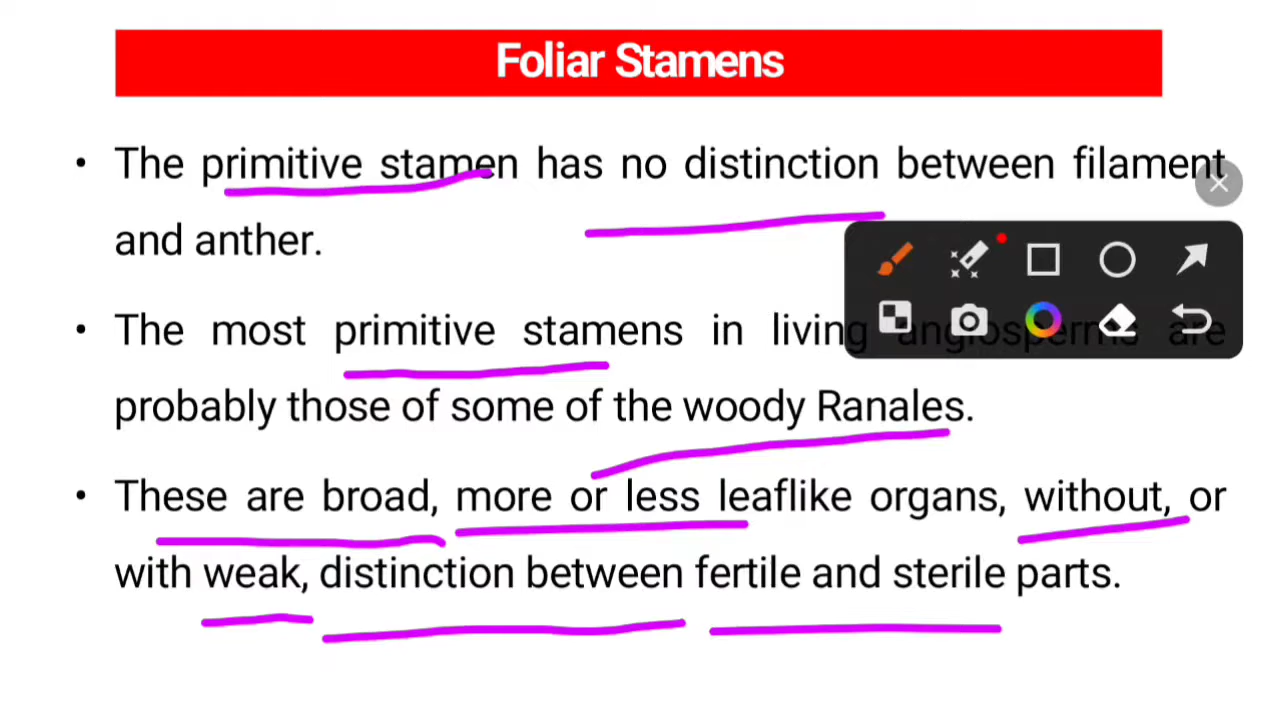 Foliar Stamens
• The primitive stamen has no distinction between filament
and anther.
• The most primitive stamens in living angiosperms are
probably those of some of the woody Ranales.
• These are broad, more or less leaflike organs, without, or
with weak, distinction between fertile and sterile parts.